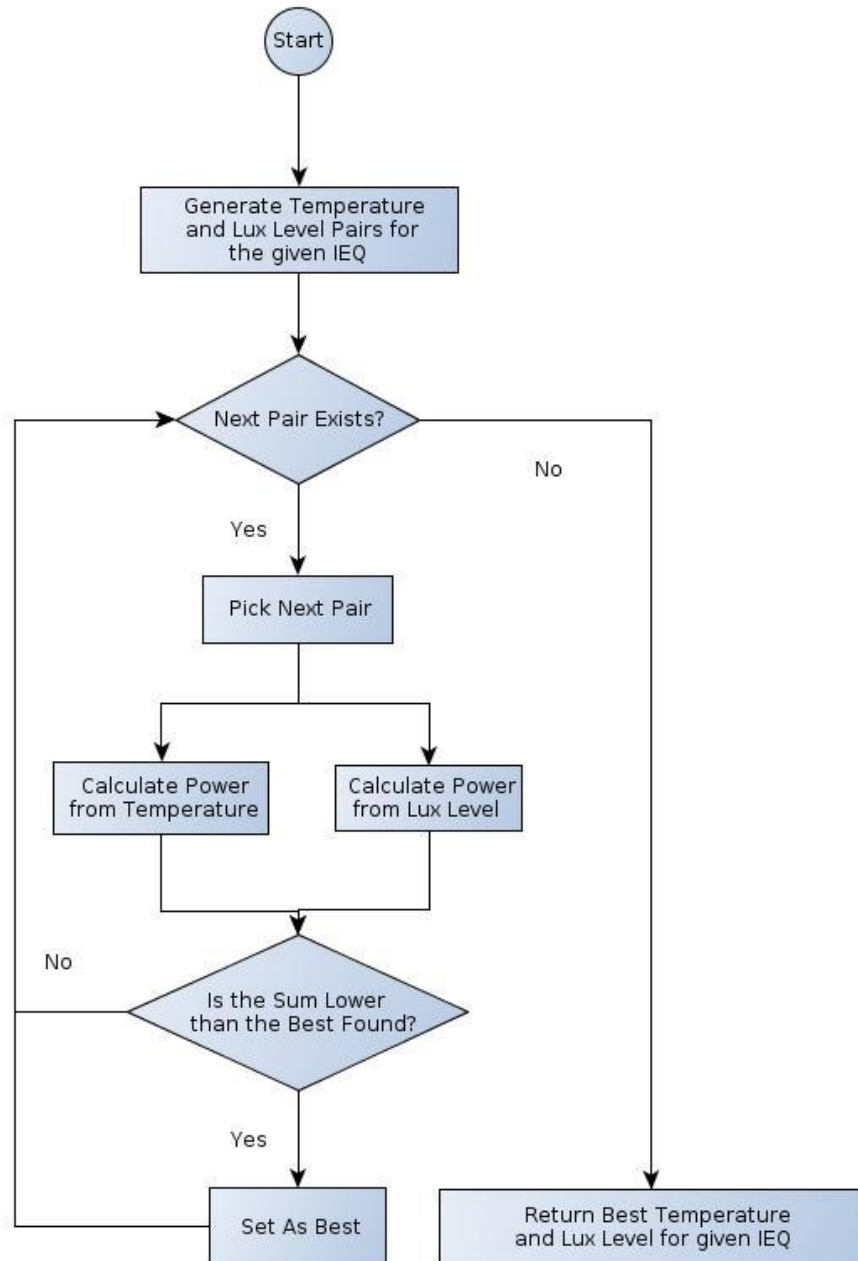 Start
Generate Temperature
and Lux Level Pairs for
the given IEQ
Next Pair Exists?
No
Yes
Pick Next Pair
Calculate Power
from Temperature
Calculate Power
from Lux Level
No
Is the Sum Lower
than the Best Found?
Yes
Set As Best
Return Best Temperature
and Lux Level for given IEQ